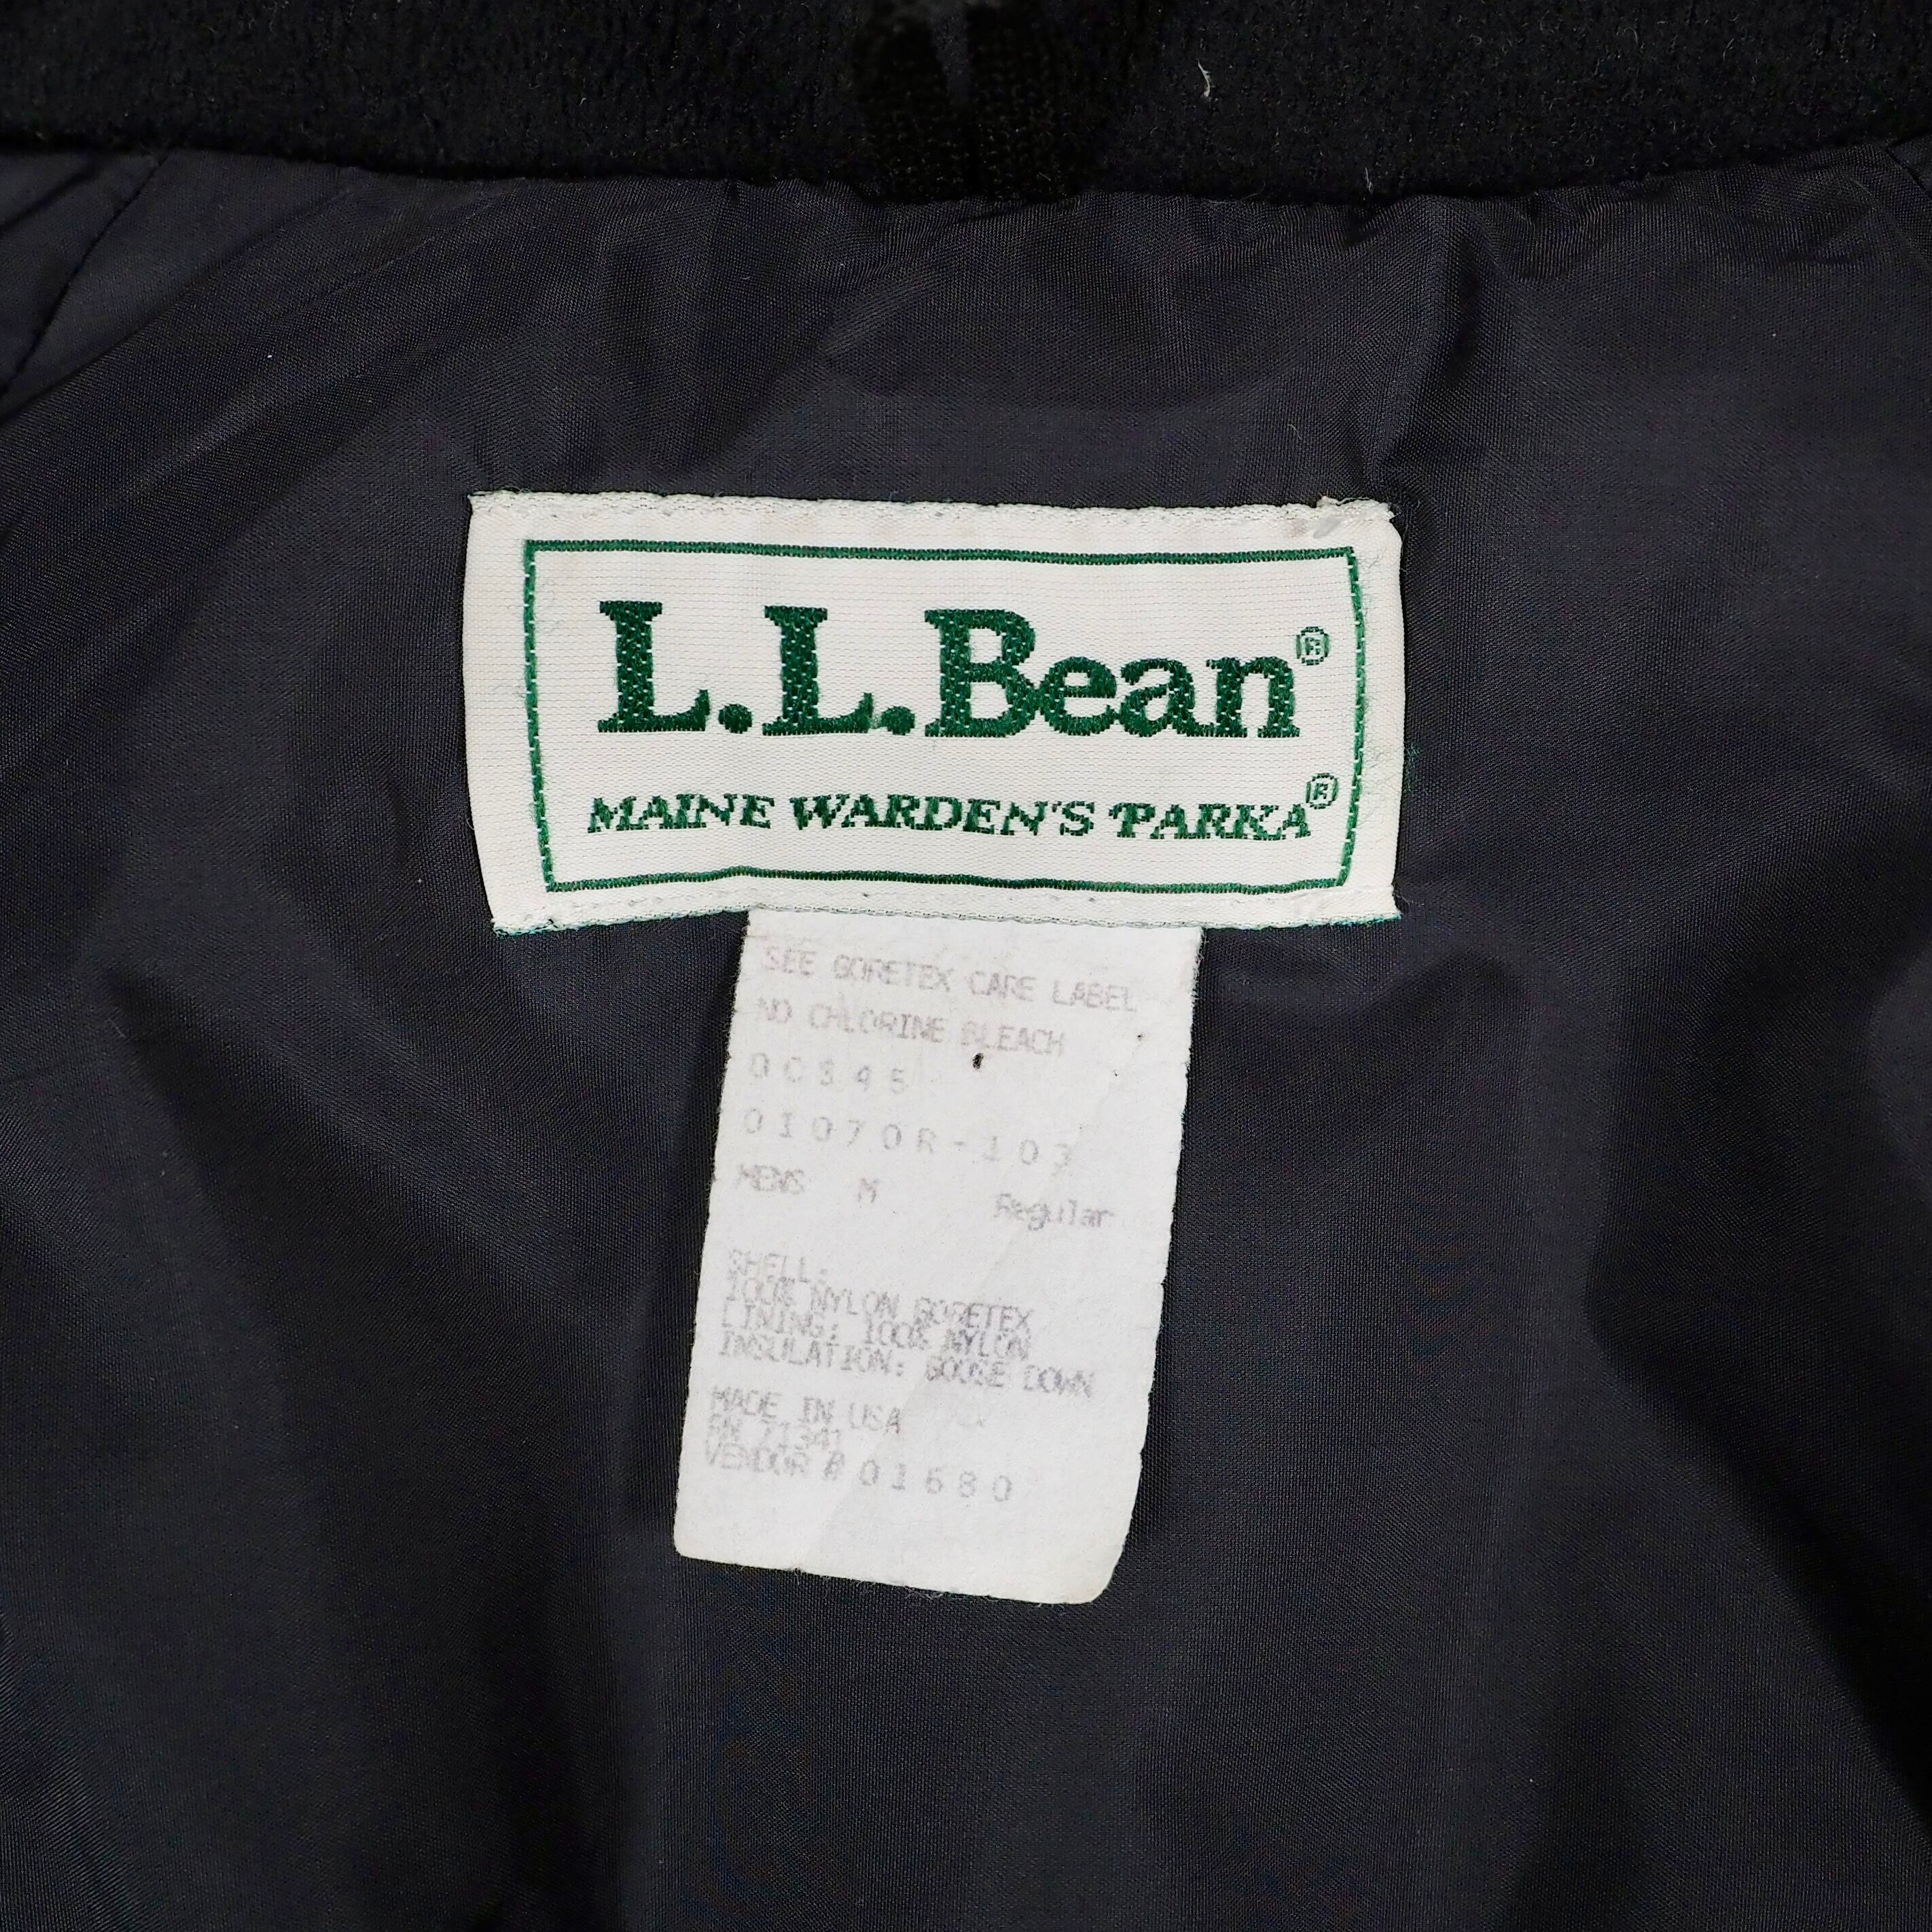 L.L.Bean®
MAINE WARDEN'S PARKA®
SEE GORETEX CARE LABEL
NO CHLORINE BLEACH
0C895
01070R-103
MENS M Regular
SHELL:
100% NYLON GORETEX
LINING: 100% NYLON
INSULATION: GOOSE DOWN
MADE IN USA
RN 71341
VENDOR # 01680